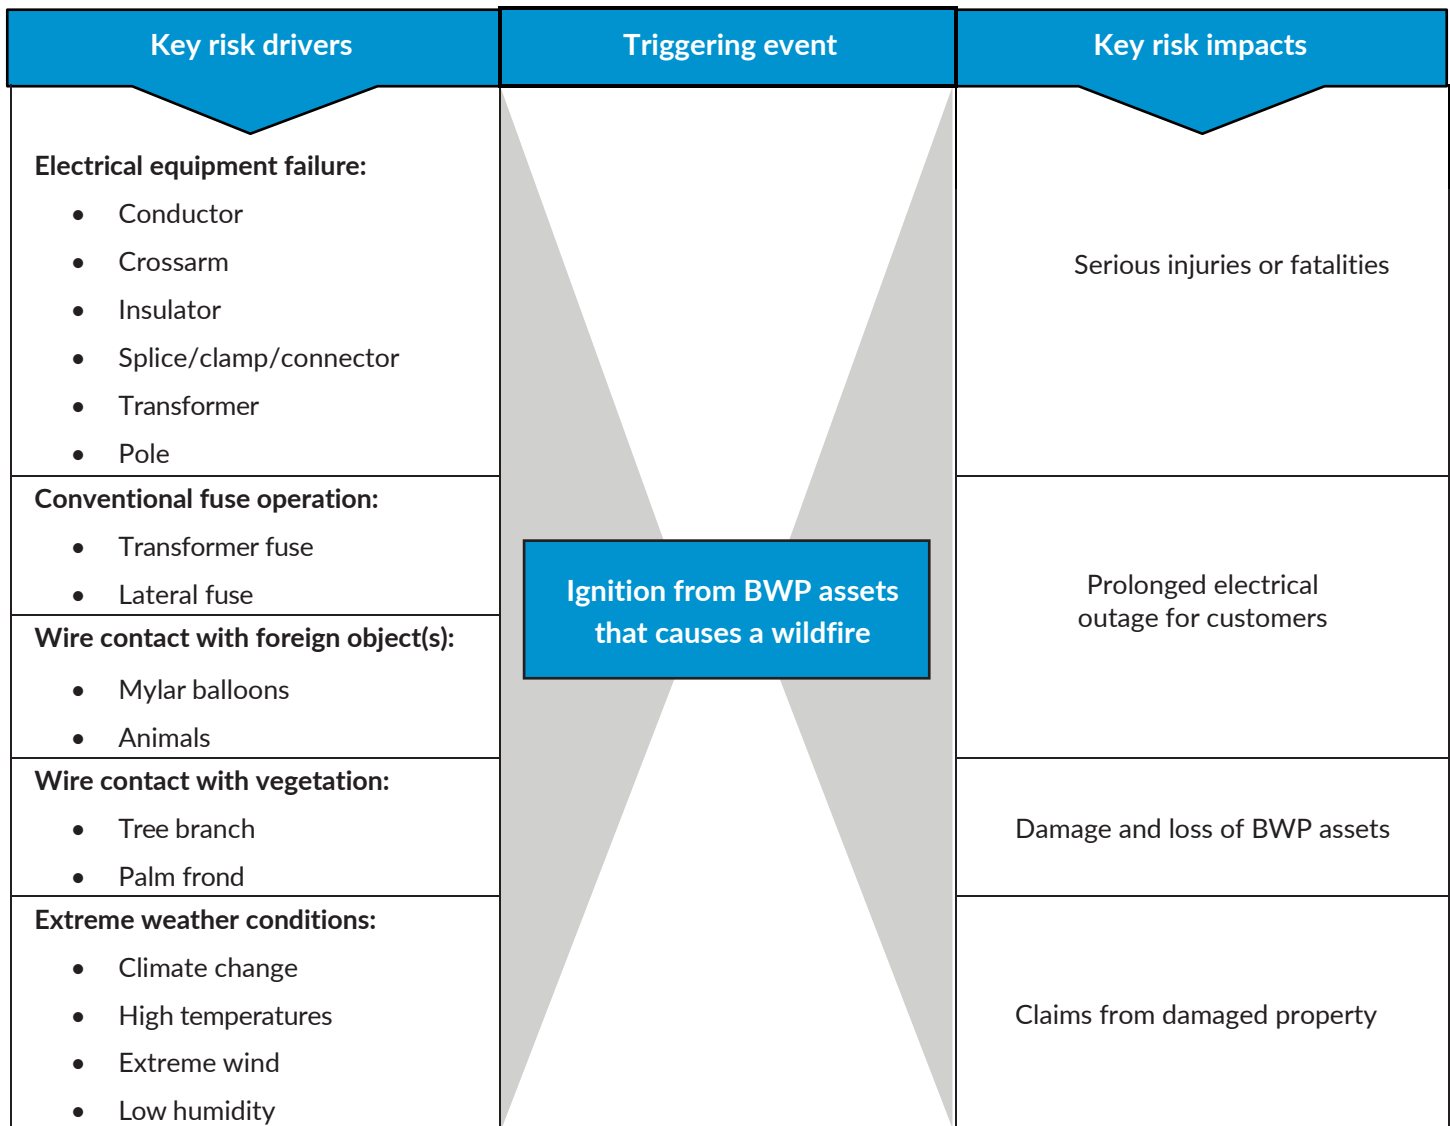 Key risk drivers
Triggering event
Key risk impacts
Electrical equipment failure:
• Conductor
• Crossarm
• Insulator
• Splice/clamp/connector
• Transformer
• Pole
Conventional fuse operation:
• Transformer fuse
• Lateral fuse
Wire contact with foreign object(s):
• Mylar balloons
• Animals
Wire contact with vegetation:
• Tree branch
• Palm frond
Extreme weather conditions:
• Climate change
• High temperatures
• Extreme wind
• Low humidity
Ignition from BWP assets
that causes a wildfire
Serious injuries or fatalities
Prolonged electrical
outage for customers
Damage and loss of BWP assets
Claims from damaged property